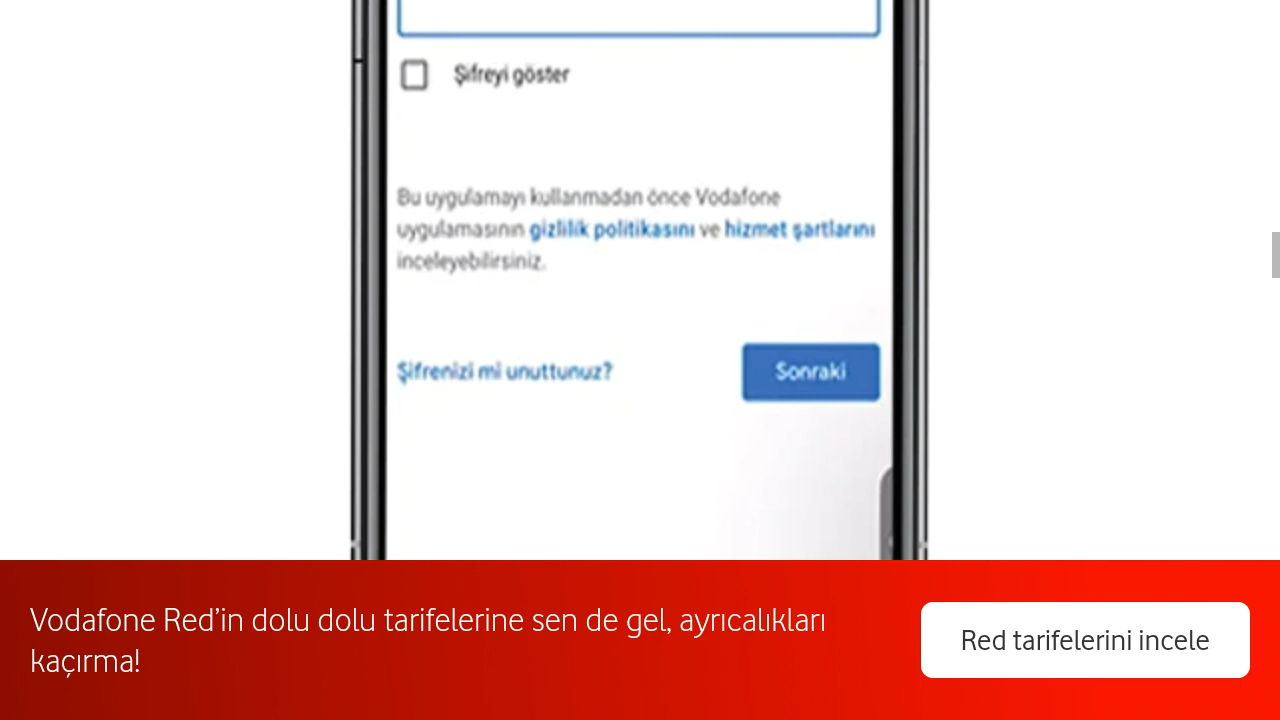 Şifreyi göster
Bu uygulamayı kullanmadan önce Vodafone
uygulamasının gizlilik politikasını ve hizmet şartlarını
inceleyebilirsiniz.
Şifrenizi mi unuttunuz?
Sonraki
Vodafone Red’in dolu dolu tarifelerine sen de gel, ayrıcalıkları
kaçırma!
Red tarifelerini incele